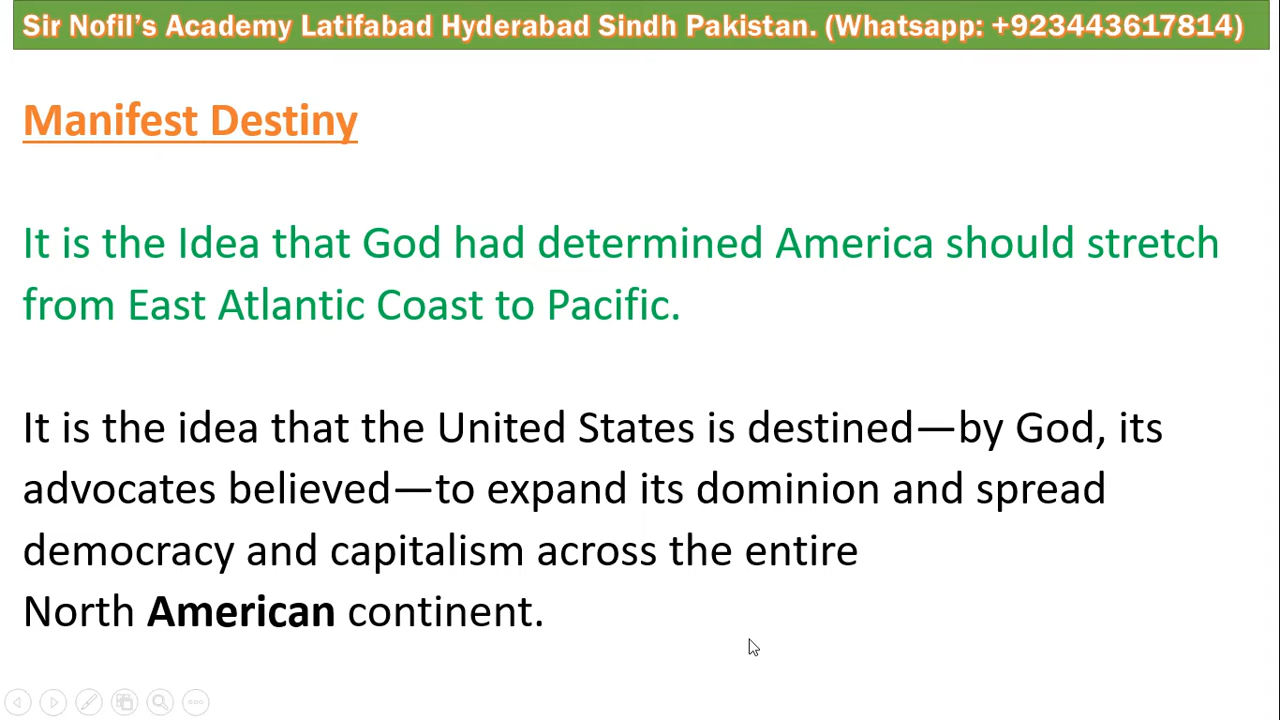 Sir Nofil’s Academy Latifabad Hyderabad Sindh Pakistan. (Whatsapp: +923443617814)
Manifest Destiny
It is the Idea that God had determined America should stretch
from East Atlantic Coast to Pacific.
It is the idea that the United States is destined—by God, its
advocates believed—to expand its dominion and spread
democracy and capitalism across the entire
North American continent.